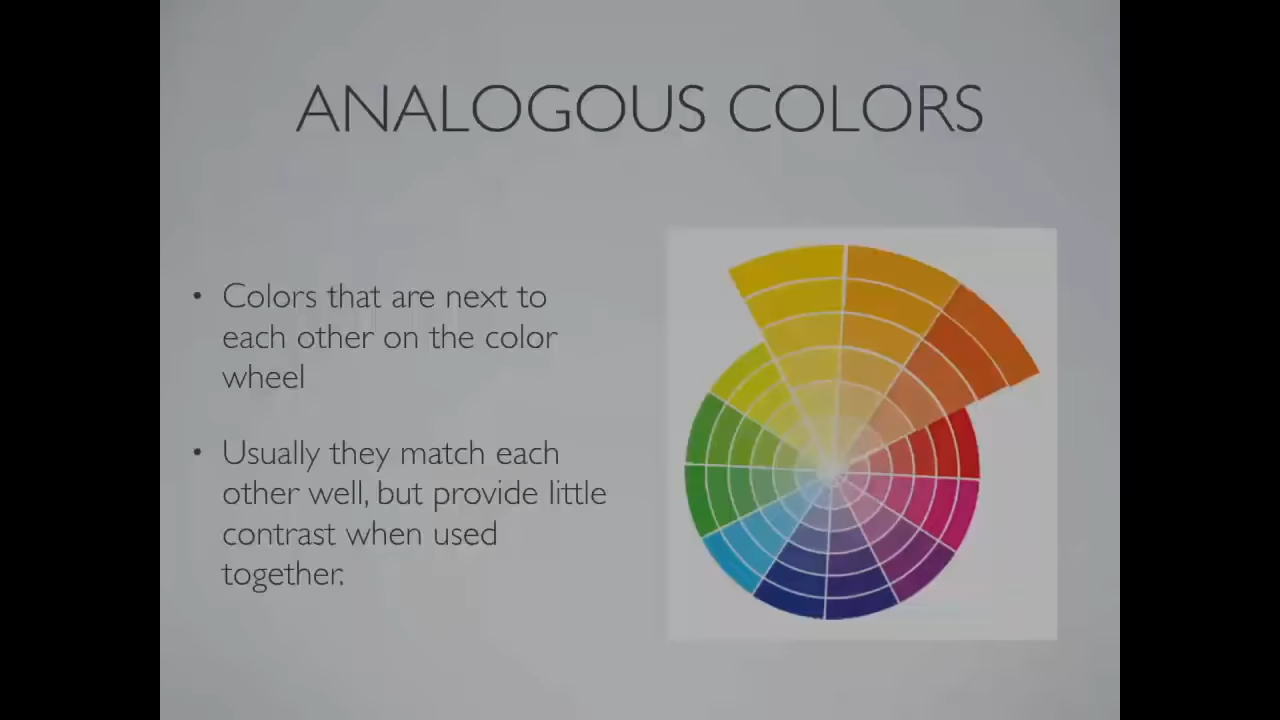 ANALOGOUS COLORS
• Colors that are next to
each other on the color
wheel
• Usually they match each
other well, but provide little
contrast when used
together.